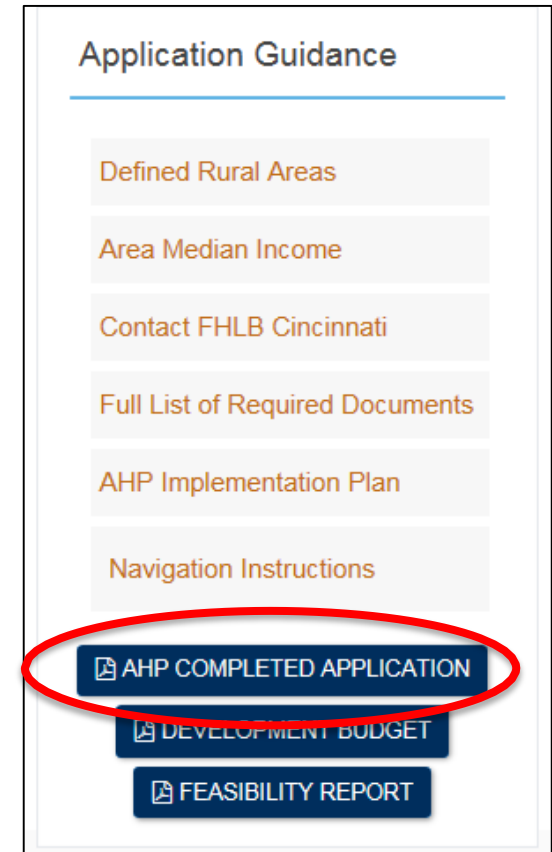 Application Guidance
Defined Rural Areas
Area Median Income
Contact FHLB Cincinnati
Full List of Required Documents
AHP Implementation Plan
Navigation Instructions
AHP COMPLETED APPLICATION
DEVELOPMENT BUDGET
FEASIBILITY REPORT